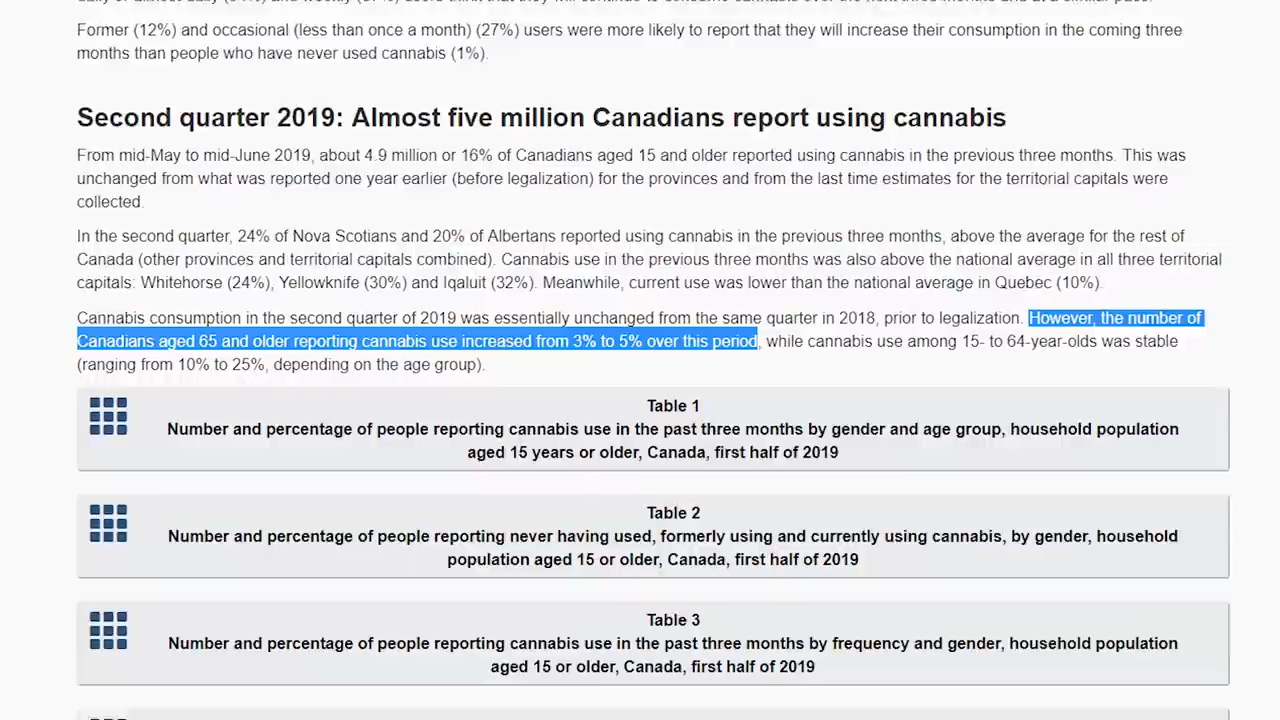 Former (12%) and occasional (less than once a month) (27%) users were more likely to report that they will increase their consumption in the coming three
months than people who have never used cannabis (1%).
Second quarter 2019: Almost five million Canadians report using cannabis
From mid-May to mid-June 2019, about 4.9 million or 16% of Canadians aged 15 and older reported using cannabis in the previous three months. This was
unchanged from what was reported one year earlier (before legalization) for the provinces and from the last time estimates for the territorial capitals were
collected.
In the second quarter, 24% of Nova Scotians and 20% of Albertans reported using cannabis in the previous three months, above the average for the rest of
Canada (other provinces and territorial capitals combined). Cannabis use in the previous three months was also above the national average in all three territorial
capitals: Whitehorse (24%), Yellowknife (30%) and Iqaluit (32%). Meanwhile, current use was lower than the national average in Quebec (10%).
Cannabis consumption in the second quarter of 2019 was essentially unchanged from the same quarter in 2018, prior to legalization. However, the number of
Canadians aged 65 and older reporting cannabis use increased from 3% to 5% over this period, while cannabis use among 15- to 64-year-olds was stable
(ranging from 10% to 25%, depending on the age group).
Table 1
Number and percentage of people reporting cannabis use in the past three months by gender and age group, household population
aged 15 years or older, Canada, first half of 2019
Table 2
Number and percentage of people reporting never having used, formerly using and currently using cannabis, by gender, household
population aged 15 or older, Canada, first half of 2019
Table 3
Number and percentage of people reporting cannabis use in the past three months by frequency and gender, household population
aged 15 or older, Canada, first half of 2019